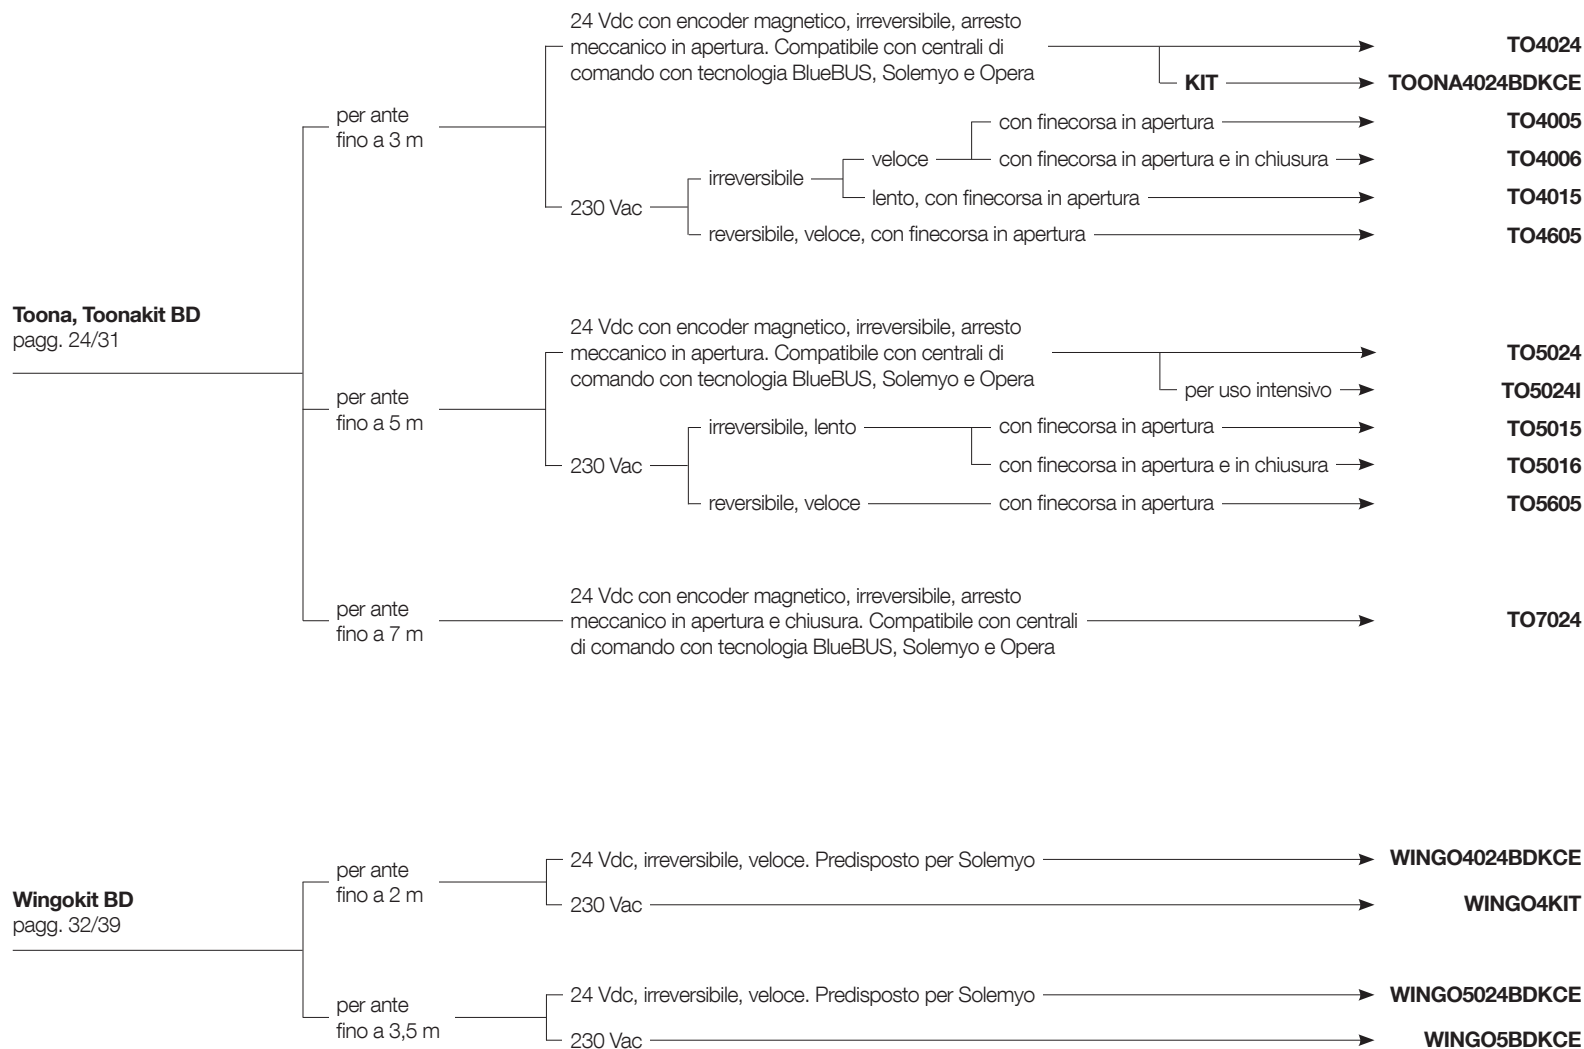 Toona, Toonakit BD
pagg. 24/31
per ante
fino a 3 m
24 Vdc con encoder magnetico, irreversibile, arresto
meccanico in apertura. Compatibile con centrali di
comando con tecnologia BlueBUS, Solemyo e Opera
TO4024
KIT
TOONA4024BDKCE
230 Vac
irreversibile
veloce
con finecorsa in apertura
TO4005
con finecorsa in apertura e in chiusura
TO4006
lento, con finecorsa in apertura
TO4015
reversibile, veloce, con finecorsa in apertura
TO4605
per ante
fino a 5 m
24 Vdc con encoder magnetico, irreversibile, arresto
meccanico in apertura. Compatibile con centrali di
comando con tecnologia BlueBUS, Solemyo e Opera
TO5024
per uso intensivo
TO5024I
230 Vac
irreversibile, lento
con finecorsa in apertura
TO5015
con finecorsa in apertura e in chiusura
TO5016
reversibile, veloce
con finecorsa in apertura
TO5605
per ante
fino a 7 m
24 Vdc con encoder magnetico, irreversibile, arresto
meccanico in apertura e chiusura. Compatibile con centrali
di comando con tecnologia BlueBUS, Solemyo e Opera
TO7024
Wingokit BD
pagg. 32/39
per ante
fino a 2 m
24 Vdc, irreversibile, veloce. Predisposto per Solemyo
WINGO4024BDKCE
230 Vac
WINGO4KIT
per ante
fino a 3,5 m
24 Vdc, irreversibile, veloce. Predisposto per Solemyo
WINGO5024BDKCE
230 Vac
WINGO5BDKCE